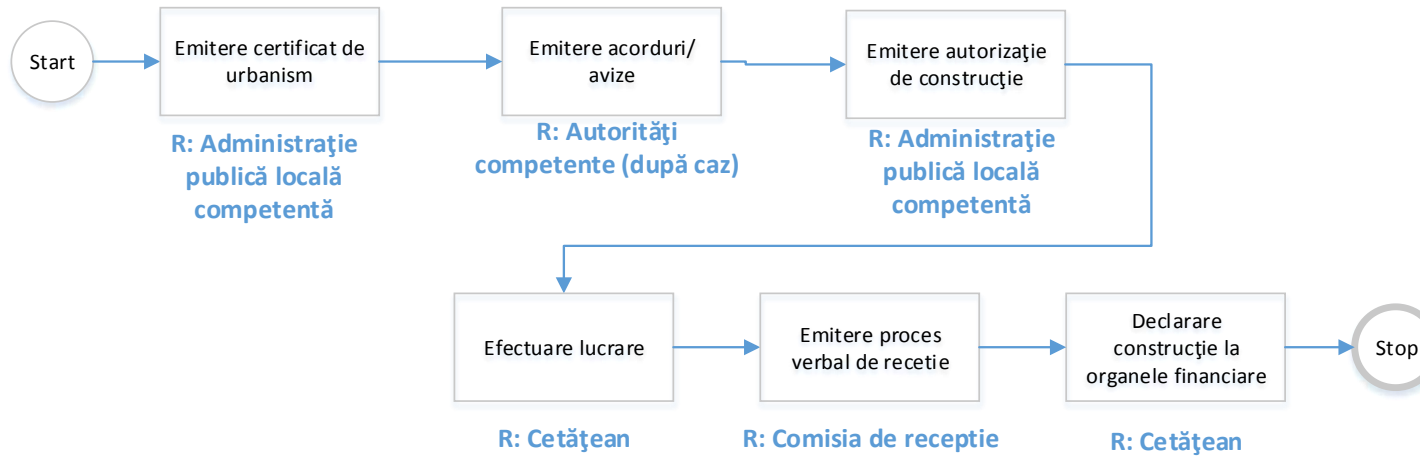 Start
Emitere certificat de
urbanism
R: Administraţie
publică locală
competentă
Emitere acorduri/
avize
R: Autorităţi
competente (după caz)
Emitere autorizaţie
de construcţie
R: Administraţie
publică locală
competentă
Efectuare lucrare
R: Cetăţean
Emitere proces
verbal de recetie
R: Comisia de receptie
Declarare
construcţie la
organele financiare
R: Cetăţean
Stop